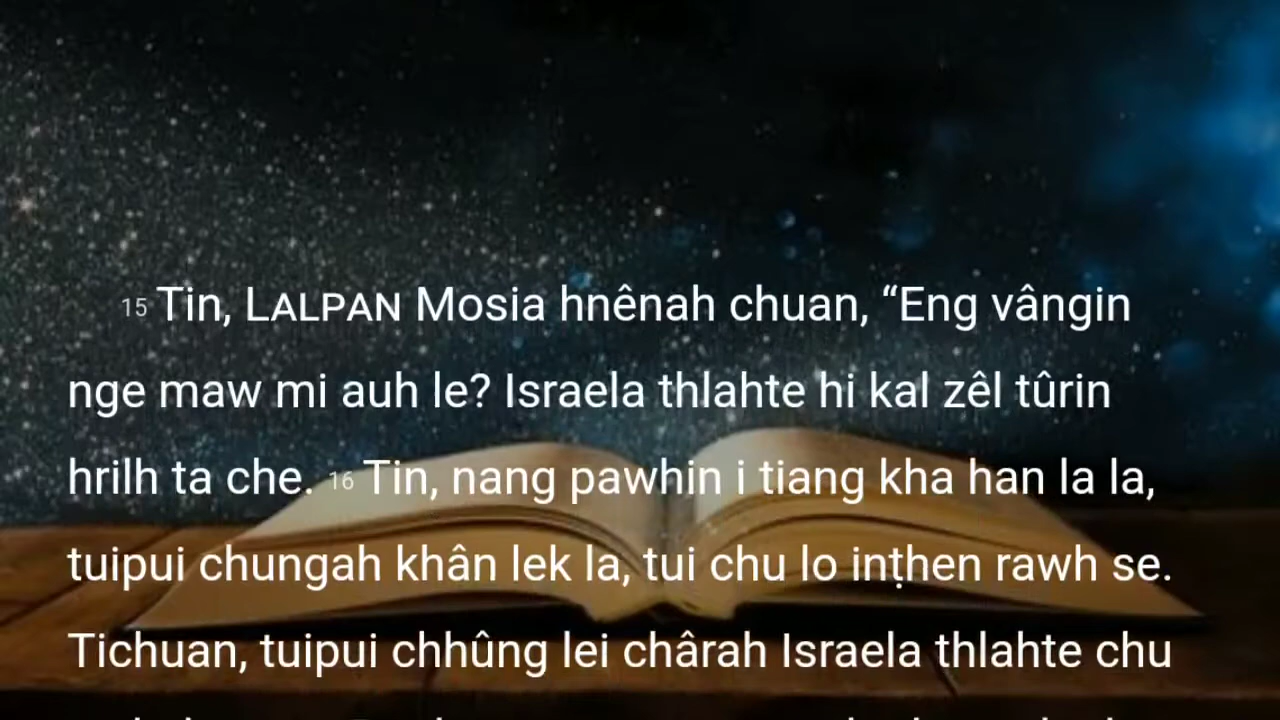 15 Tin, LALPAN Mosia hnênah chuan, “Eng vângin
nge maw mi auh le? Israela thlahte hi kal zêl tûrin
hrilh ta che. 16 Tin, nang pawhin i tiang kha han la la,
tuipui chungah khân lek la, tui chu lo inṭhen rawh se.
Tichuan, tuipui chhûng lei chârah Israela thlahte chu